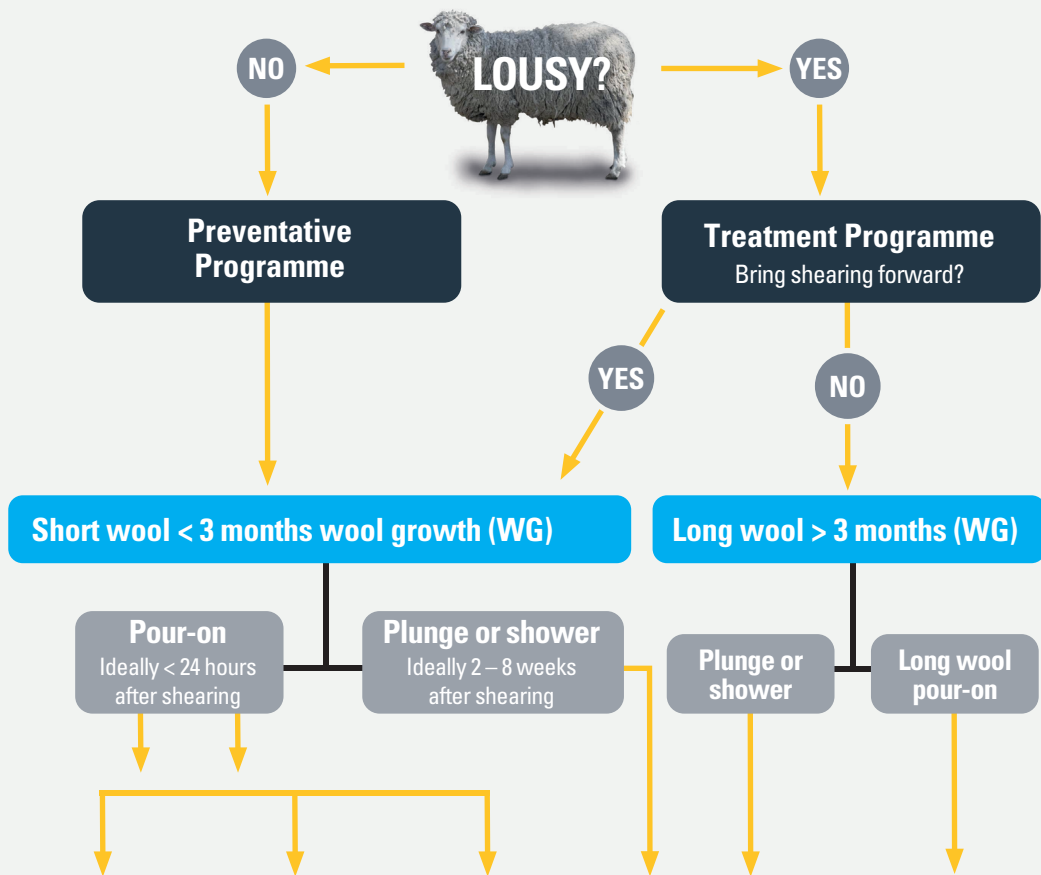 LOUSY?
NO
YES
Preventative
Programme
Treatment Programme
Bring shearing forward?
YES
NO
Short wool < 3 months wool growth (WG)
Long wool > 3 months (WG)
Pour-on
Ideally < 24 hours
after shearing
Plunge or shower
Ideally 2 – 8 weeks
after shearing
Plunge or
shower
Long wool
pour-on